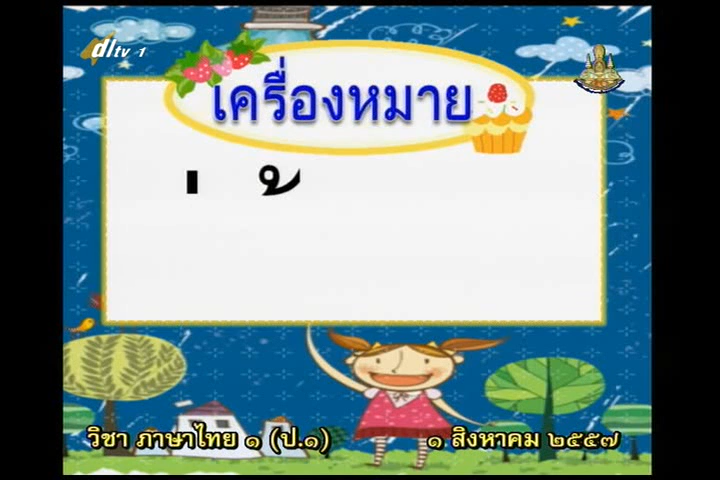 dltv 1
เครื่องหมาย
่ ้
วิชา ภาษาไทย ๑ (ป.๑) ๑ สิงหาคม ๒๕๕๗